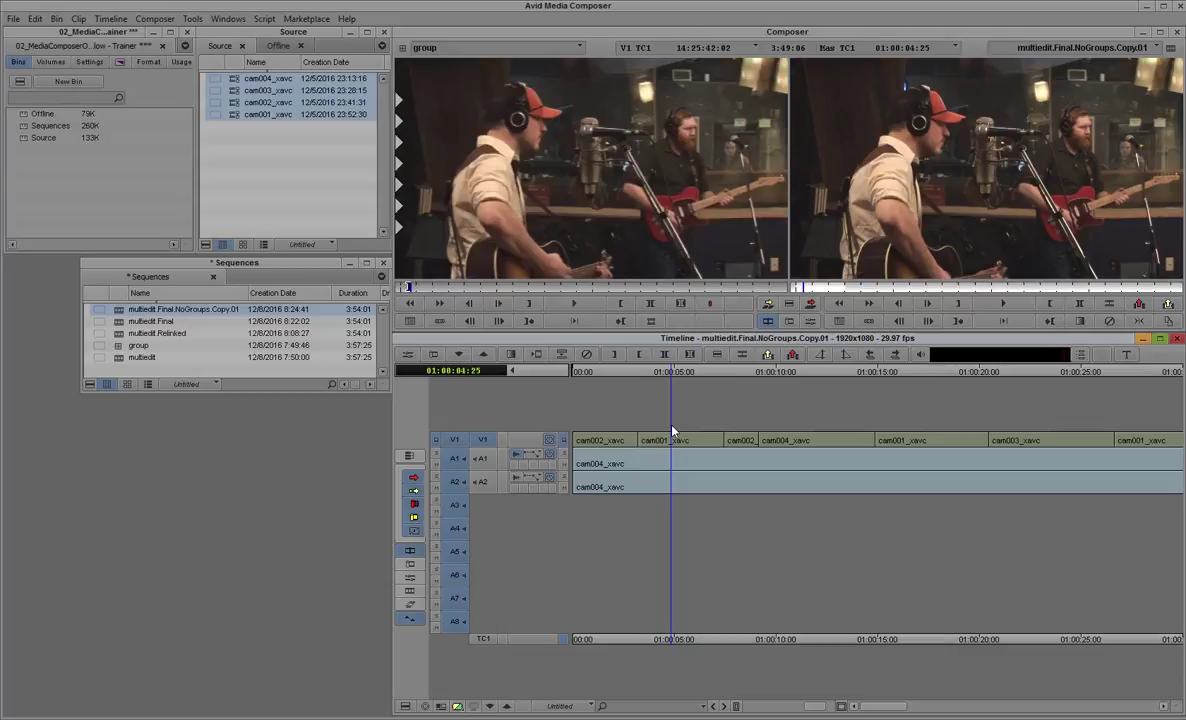 Avid Media Composer
File Edit Bin Clip Timeline Composer Tools Windows Script Marketplace Help
02_MediaC...ainer ***
Source
Composer
02_MediaComposerO...low - Trainer ***
Source Offline
group
V1 TC1 14:25:42:02 3:49:06 Mas TC1 01:00:04:25
multiedit.Final.NoGroups.Copy.01
Bins Volumes Settings Format Usage
Name Creation Date
New Bin
cam004_xavc 12/5/2016 23:13:16
cam003_xavc 12/5/2016 23:28:15
cam002_xavc 12/5/2016 23:41:31
cam001_xavc 12/5/2016 23:52:30
Offline 79K
Sequences 260K
Source 133K
Untitled
* Sequences
* Sequences
Name Creation Date Duration Dr
multiedit.Final.NoGroups.Copy.01 12/8/2016 8:24:41 3:54:01
multiedit.Final 12/8/2016 8:22:02 3:54:01
multiedit.Relinked 12/8/2016 8:08:27 3:54:01
group 12/8/2016 7:49:46 3:57:25
multiedit 12/8/2016 7:50:00 3:57:25
Untitled
Timeline - multiedit.Final.NoGroups.Copy.01 - 1920x1080 - 29.97 fps
01:00:04:25
00:00 01:00:05:00 01:00:10:00 01:00:15:00 01:00:20:00 01:00:25:00 01:00:
V1 V1 cam002_xavc cam001_xavc cam002_ cam004_xavc cam001_xavc cam003_xavc cam001_xavc
A1 A1 cam004_xavc
A2 A2 cam004_xavc
A3
A4
A5
A6
A7
A8
TC1 00:00 01:00:05:00 01:00:10:00 01:00:15:00 01:00:20:00 01:00:25:00 01:00:
Untitled